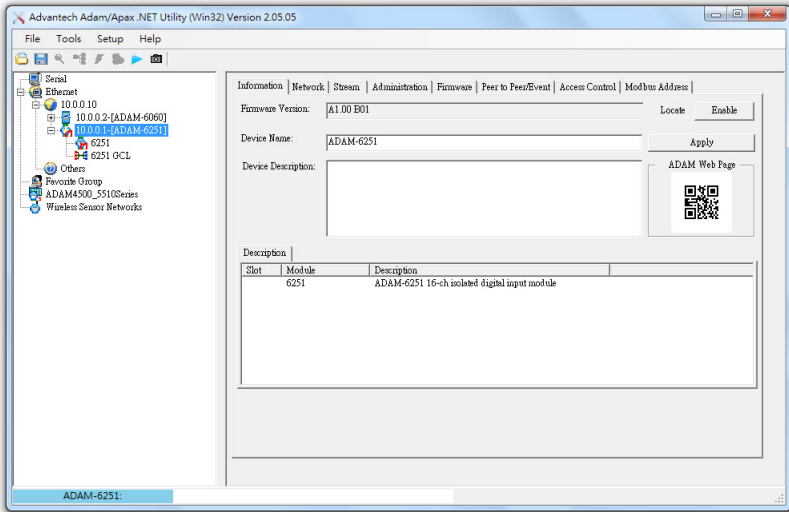 Advantech Adam/Apax .NET Utility (Win32) Version 2.05.05
File Tools Setup Help
Serial
Ethernet
10.0.0.10
10.0.0.2-[ADAM-6060]
10.0.0.1-[ADAM-6251]
6251
6251 GCL
Others
Favorite Group
ADAM4500_5510Series
Wireless Sensor Networks
Information Network Stream Administration Firmware Peer to Peer/Event Access Control Modbus Address
Firmware Version: A1.00 B01 Locate Enable
Device Name: ADAM-6251 Apply
Device Description: ADAM Web Page
Description
Slot Module Description
6251 ADAM-6251 16-ch isolated digital input module
ADAM-6251: